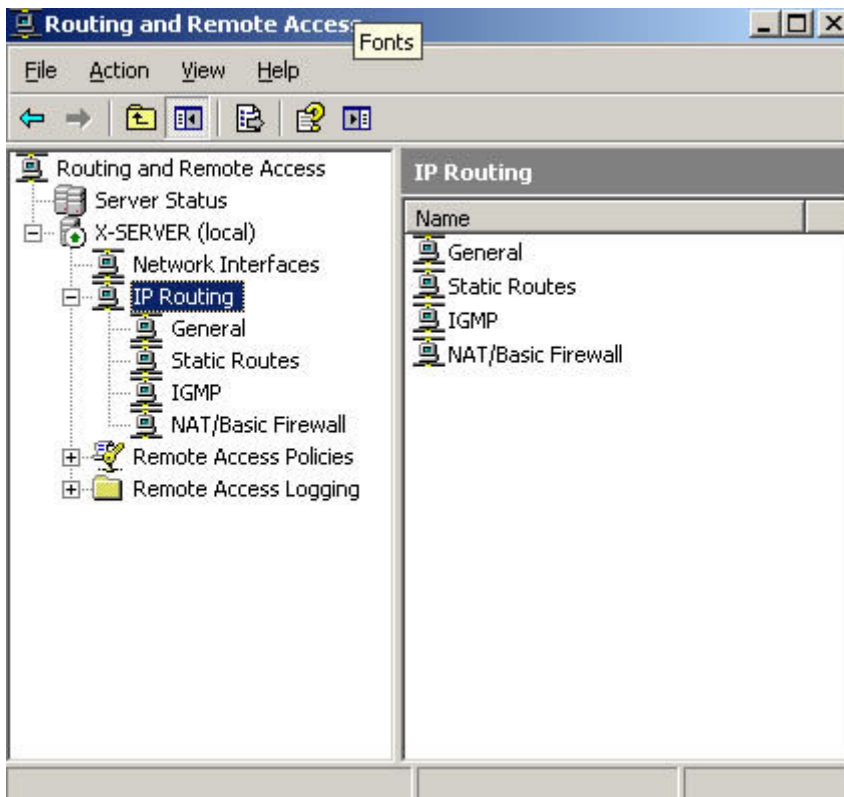 Routing and Remote Access
Fonts
File Action View Help
Routing and Remote Access
Server Status
X-SERVER (local)
Network Interfaces
IP Routing
General
Static Routes
IGMP
NAT/Basic Firewall
Remote Access Policies
Remote Access Logging
IP Routing
Name
General
Static Routes
IGMP
NAT/Basic Firewall